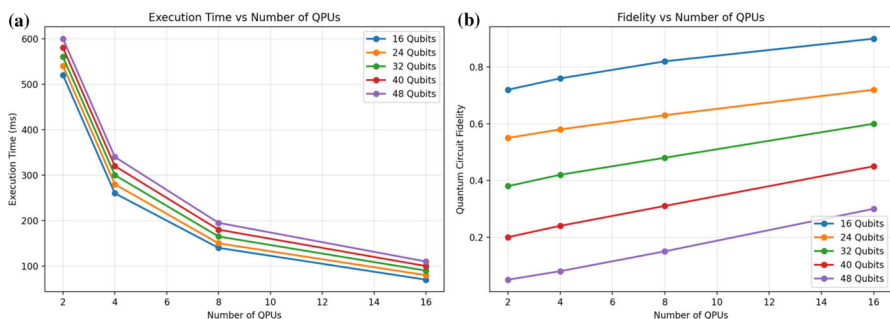 (a)
Execution Time vs Number of QPUs
16 Qubits
24 Qubits
32 Qubits
40 Qubits
48 Qubits
Execution Time (ms)
600
500
400
300
200
100
2 4 6 8 10 12 14 16
Number of QPUs
(b)
Fidelity vs Number of QPUs
Quantum Circuit Fidelity
0.8
0.6
0.4
0.2
16 Qubits
24 Qubits
32 Qubits
40 Qubits
48 Qubits
2 4 6 8 10 12 14 16
Number of QPUs